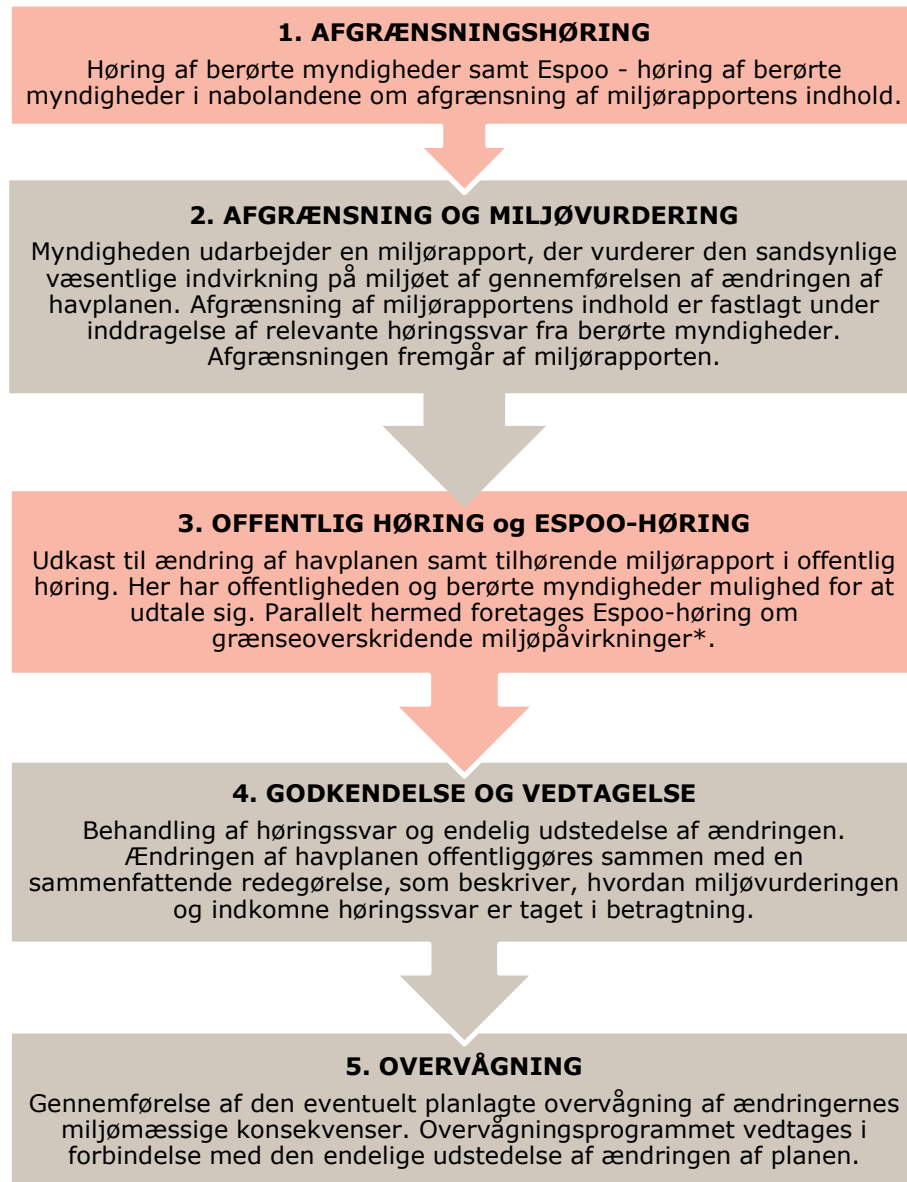 1. AFGRÆNSNINGSHØRING
Høring af berørte myndigheder samt Espoo - høring af berørte
myndigheder i nabolandene om afgrænsning af miljørapportens indhold.
2. AFGRÆNSNING OG MILJØVURDERING
Myndigheden udarbejder en miljørapport, der vurderer den sandsynlige
væsentlige indvirkning på miljøet af gennemførelsen af ændringen af
havplanen. Afgrænsning af miljørapportens indhold er fastlagt under
inddragelse af relevante høringssvar fra berørte myndigheder.
Afgrænsningen fremgår af miljørapporten.
3. OFFENTLIG HØRING og ESPOO-HØRING
Udkast til ændring af havplanen samt tilhørende miljørapport i offentlig
høring. Her har offentligheden og berørte myndigheder mulighed for at
udtale sig. Parallelt hermed foretages Espoo-høring om
grænseoverskridende miljøpåvirkninger*.
4. GODKENDELSE OG VEDTAGELSE
Behandling af høringssvar og endelig udstedelse af ændringen.
Ændringen af havplanen offentliggøres sammen med en
sammenfattende redegørelse, som beskriver, hvordan miljøvurderingen
og indkomne høringssvar er taget i betragtning.
5. OVERVÅGNING
Gennemførelse af den eventuelt planlagte overvågning af ændringernes
miljømæssige konsekvenser. Overvågningsprogrammet vedtages i
forbindelse med den endelige udstedelse af ændringen af planen.